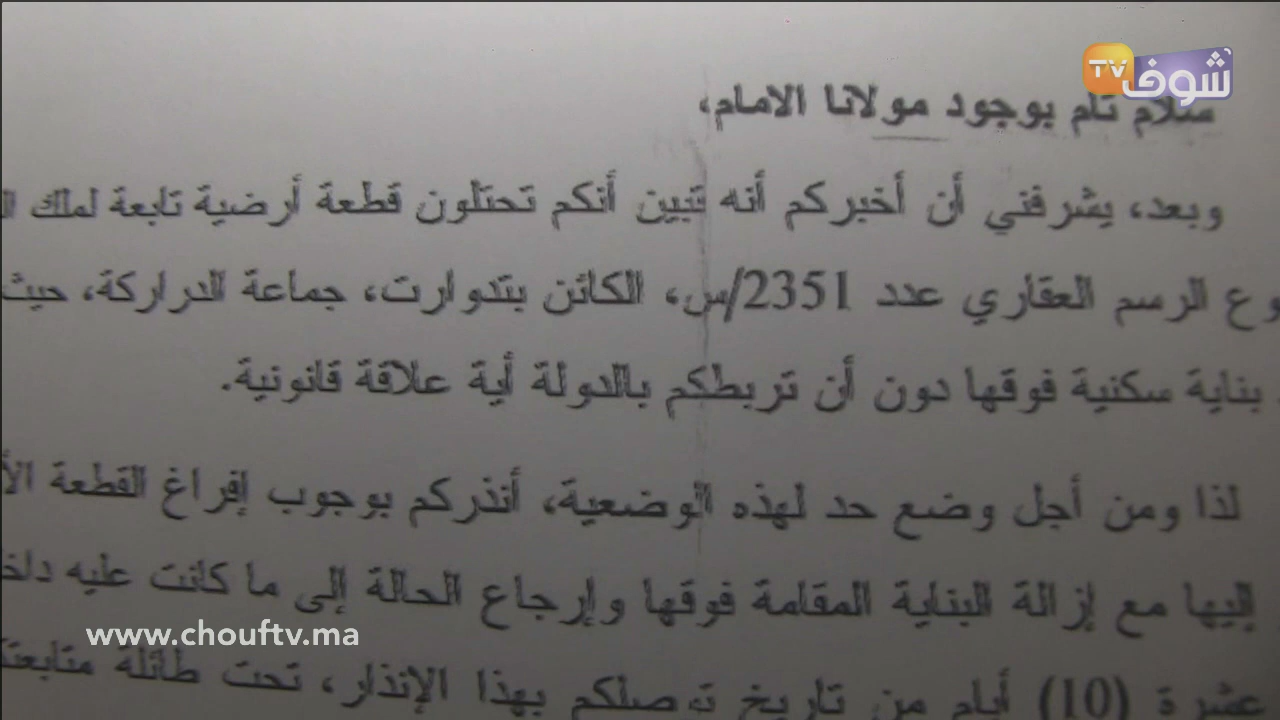 شوف TV
سلام تام بوجود مولانا الامام،
وبعد، يشرفني أن أخبركم أنه تبين أنكم تحتلون قطعة أرضية تابعة لملك
الرسم العقاري عدد 2351/س، الكائن بتدوارت، جماعة الدراركة، حيث
بناية سكنية فوقها دون أن تربطكم بالدولة أية علاقة قانونية.
لذا ومن أجل وضع حد لهذه الوضعية، أنذركم بوجوب إفراغ القطعة
إليها مع إزالة البناية المقامة فوقها وإرجاع الحالة إلى ما كانت عليه
www.chouftv.ma
عشرة (10) أيام من تاريخ توصلكم بهذا الإنذار، تحت طائلة